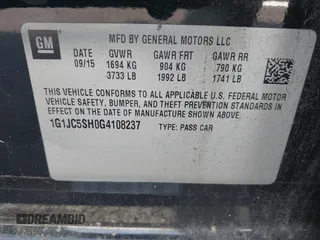 GM
MFD BY GENERAL MOTORS LLC
DATE GVWR GAWR FRT GAWR RR
09/15 1694 KG 904 KG 790 KG
3733 LB 1992 LB 1741 LB
THIS VEHICLE CONFORMS TO ALL APPLICABLE U.S. FEDERAL MOTOR
VEHICLE SAFETY, BUMPER, AND THEFT PREVENTION STANDARDS IN
EFFECT ON THE DATE OF MANUFACTURE SHOWN ABOVE.
1G1JC5SH0G4108237 TYPE: PASS CAR
DREAMBID